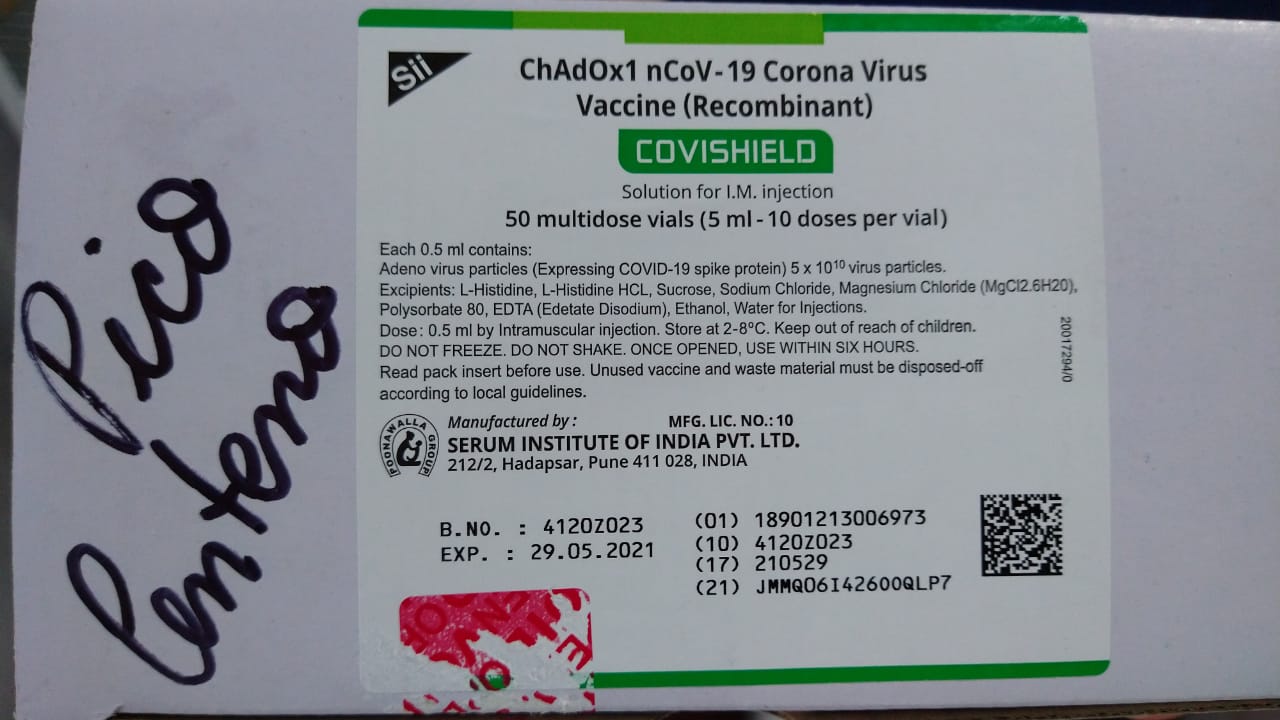 Pico
Centeno
Sii
ChAdOx1 nCoV-19 Corona Virus
Vaccine (Recombinant)
COVISHIELD
Solution for I.M. injection
50 multidose vials (5 ml - 10 doses per vial)
Each 0.5 ml contains:
Adeno virus particles (Expressing COVID-19 spike protein) 5 x 10¹⁰ virus particles.
Excipients: L-Histidine, L-Histidine HCL, Sucrose, Sodium Chloride, Magnesium Chloride (MgCl2.6H20),
Polysorbate 80, EDTA (Edetate Disodium), Ethanol, Water for Injections.
Dose: 0.5 ml by Intramuscular injection. Store at 2-8°C. Keep out of reach of children.
DO NOT FREEZE. DO NOT SHAKE. ONCE OPENED, USE WITHIN SIX HOURS.
Read pack insert before use. Unused vaccine and waste material must be disposed-off
according to local guidelines.
20017294/0
POONAWALLA GROUP
Manufactured by: MFG. LIC. NO.: 10
SERUM INSTITUTE OF INDIA PVT. LTD.
212/2, Hadapsar, Pune 411 028, INDIA
B.NO. : 4120Z023
EXP. : 29.05.2021
(01) 18901213006973
(10) 4120Z023
(17) 210529
(21) JMMQ06I42600QLP7